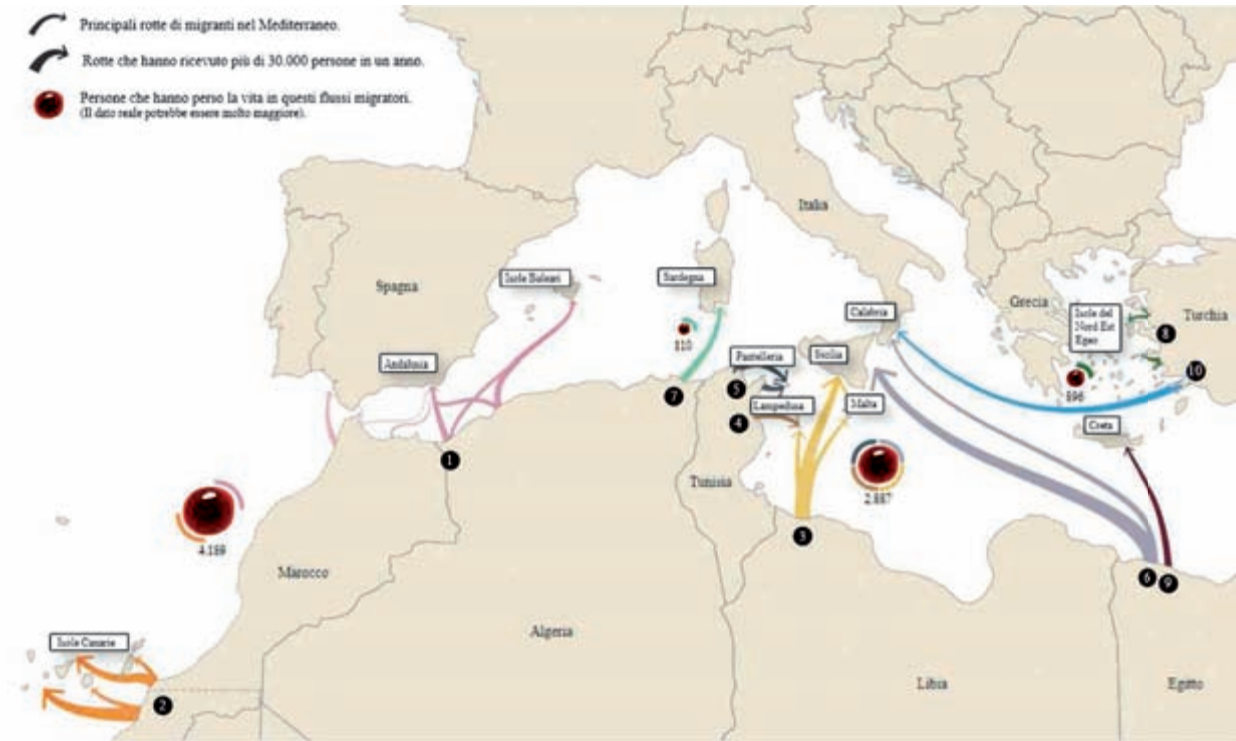 Principali rotte di migranti nel Mediterraneo.
Rotte che hanno ricevuto più di 30.000 persone in un anno.
Persone che hanno perso la vita in questi flussi migratori.
(Il dato reale potrebbe essere molto maggiore).
Italia
Isole Baleari
Sardegna
Spagna
Grecia
Isole del
Nord Est
Egeo
Turchia
Calabria
8
810
Pantelleria
Sicilia
Andalusia
10
7
5
896
Lampedusa
Malta
4
Creta
1
Tunisia
2.887
4.189
3
Marocco
6
9
Algeria
Isole Canarie
Libia
Egitto
2